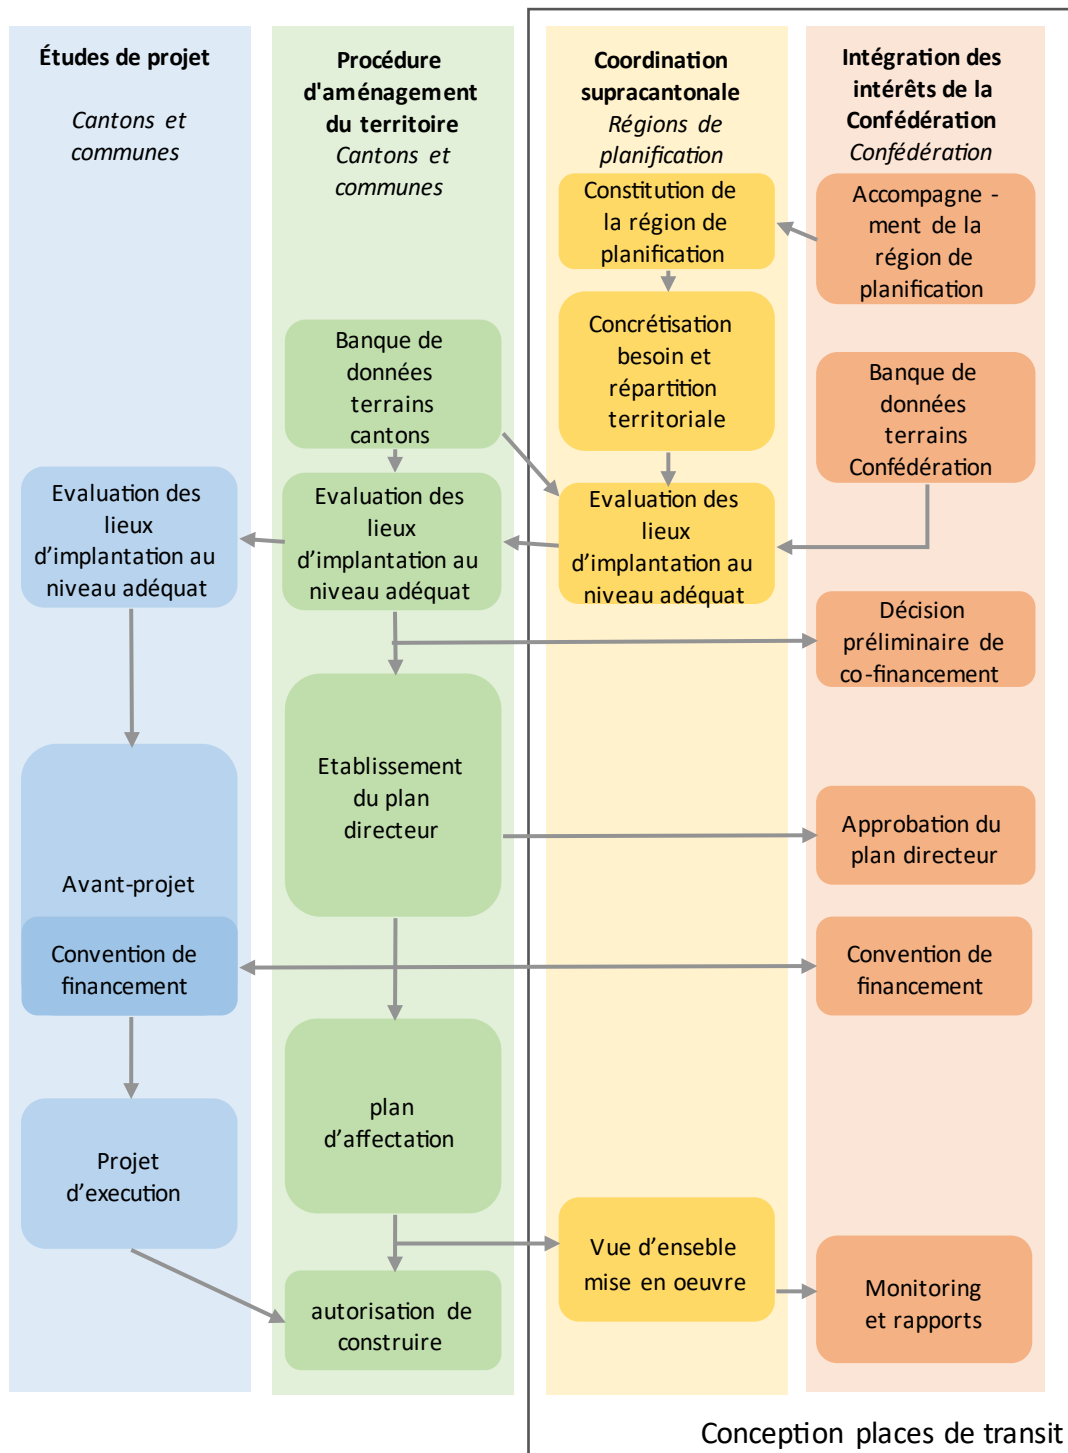 Études de projet
Cantons et
communes
Evaluation des
lieux
d’implantation au
niveau adéquat
Avant-projet
Convention de
financement
Projet
d’execution
Procédure
d'aménagement
du territoire
Cantons et
communes
Banque de
données
terrains
cantons
Evaluation des
lieux
d’implantation au
niveau adéquat
Etablissement
du plan
directeur
plan
d’affectation
autorisation de
construire
Coordination
supracantonale
Régions de
planification
Constitution de
la région de
planification
Concrétisation
besoin et
répartition
territoriale
Evaluation des
lieux
d’implantation au
niveau adéquat
Vue d’enseble
mise en oeuvre
Intégration des
intérêts de la
Confédération
Confédération
Accompagne -
ment de la
région de
planification
Banque de
données
terrains
Confédération
Décision
préliminaire de
co-financement
Approbation du
plan directeur
Convention de
financement
Monitoring
et rapports
Conception places de transit